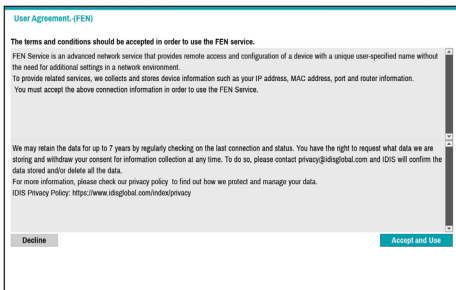 User Agreement.-(FEN)
The terms and conditions should be accepted in order to use the FEN service.
FEN Service is an advanced network service that provides remote access and configuration of a device with a unique user-specified name without
the need for additional settings in a network environment.
To provide related services, we collects and stores device information such as your IP address, MAC address, port and router information.
You must accept the above connection information in order to use the FEN Service.
We may retain the data for up to 7 years by regularly checking on the last connection and status. You have the right to request what data we are
storing and withdraw your consent for information collection at any time. To do so, please contact privacy@idisglobal.com and IDIS will confirm the
data stored and/or delete all the data.
For more information, please check our privacy policy to find out how we protect and manage your data.
IDIS Privacy Policy: https://www.idisglobal.com/index/privacy
Decline
Accept and Use